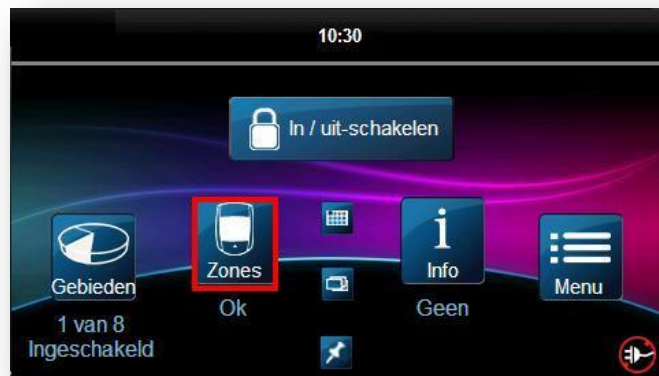 10:30
In / uit-schakelen
Gebieden
Zones
Info
Menu
1 van 8
Ingeschakeld
Ok
Geen